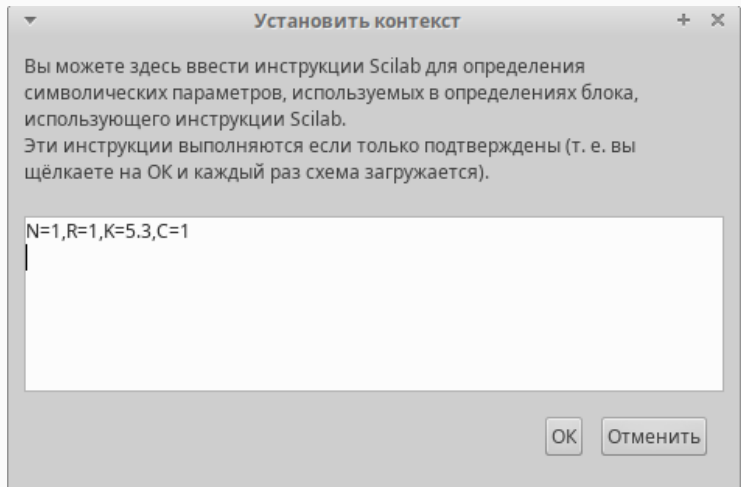 Установить контекст
Вы можете здесь ввести инструкции Scilab для определения
символических параметров, используемых в определениях блока,
использующего инструкции Scilab.
Эти инструкции выполняются если только подтверждены (т. е. вы
щёлкаете на ОК и каждый раз схема загружается).
N=1,R=1,K=5.3,C=1
ОК Отменить